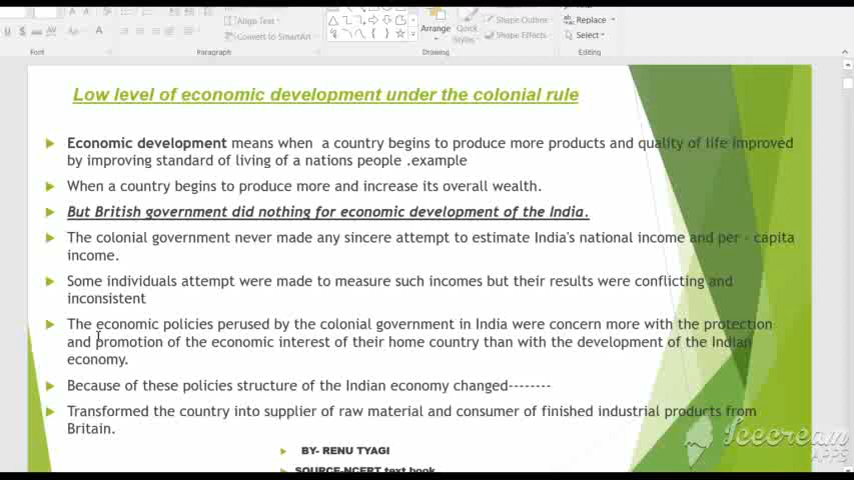 Align Text
Convert to SmartArt
Arrange
Quick
Styles
Shape Outline
Shape Effects
Replace
Select
Font
Paragraph
Drawing
Editing
Low level of economic development under the colonial rule
Economic development means when a country begins to produce more products and quality of life improved
by improving standard of living of a nations people .example
When a country begins to produce more and increase its overall wealth.
But British government did nothing for economic development of the India.
The colonial government never made any sincere attempt to estimate India's national income and per - capita
income.
Some individuals attempt were made to measure such incomes but their results were conflicting and
inconsistent
The economic policies perused by the colonial government in India were concern more with the protection
and promotion of the economic interest of their home country than with the development of the Indian
economy.
Because of these policies structure of the Indian economy changed--------
Transformed the country into supplier of raw material and consumer of finished industrial products from
Britain.
BY- RENU TYAGI
SOURCE-NCERT text book
Icecream
APPS